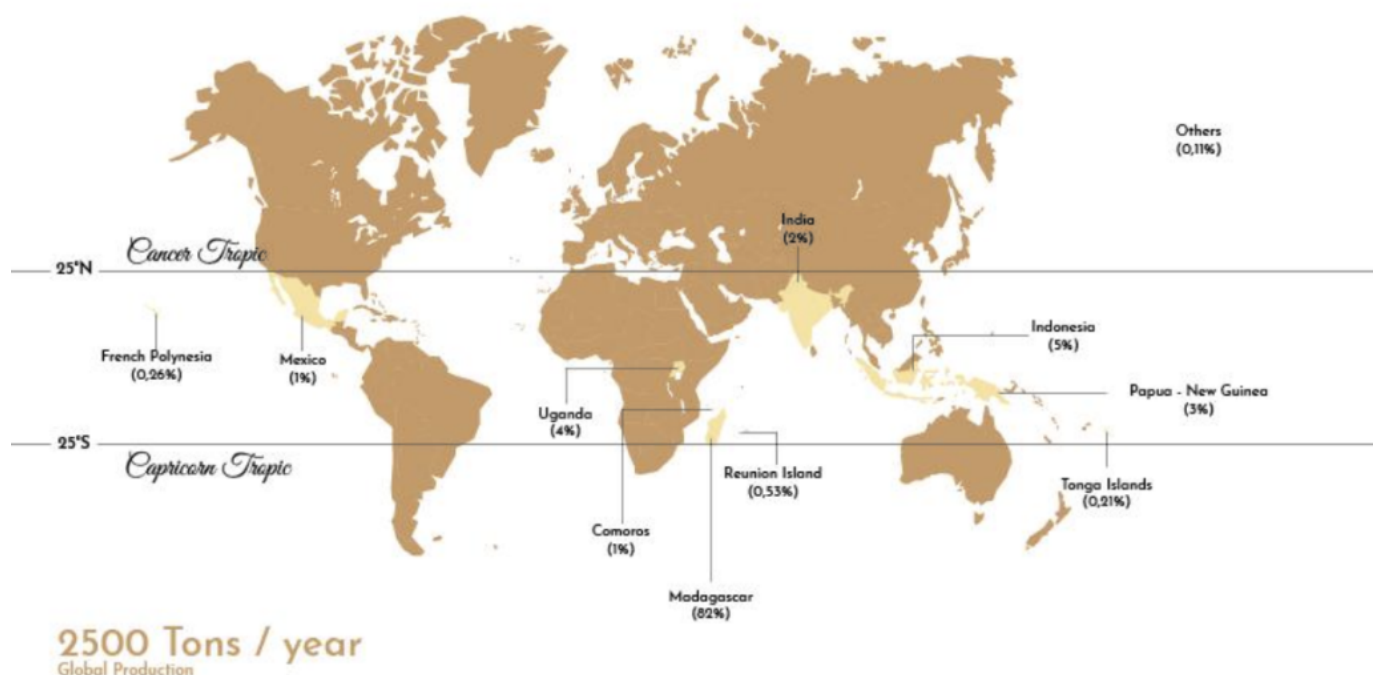 Others
(0,11%)
India
(2%)
Cancer Tropic
25°N
Indonesia
(5%)
French Polynesia
(0,26%)
Mexico
(1%)
Papua - New Guinea
(3%)
Uganda
(4%)
25°S
Capricorn Tropic
Reunion Island
(0,53%)
Tonga Islands
(0,21%)
Comoros
(1%)
Madagascar
(82%)
2500 Tons / year
Global Production